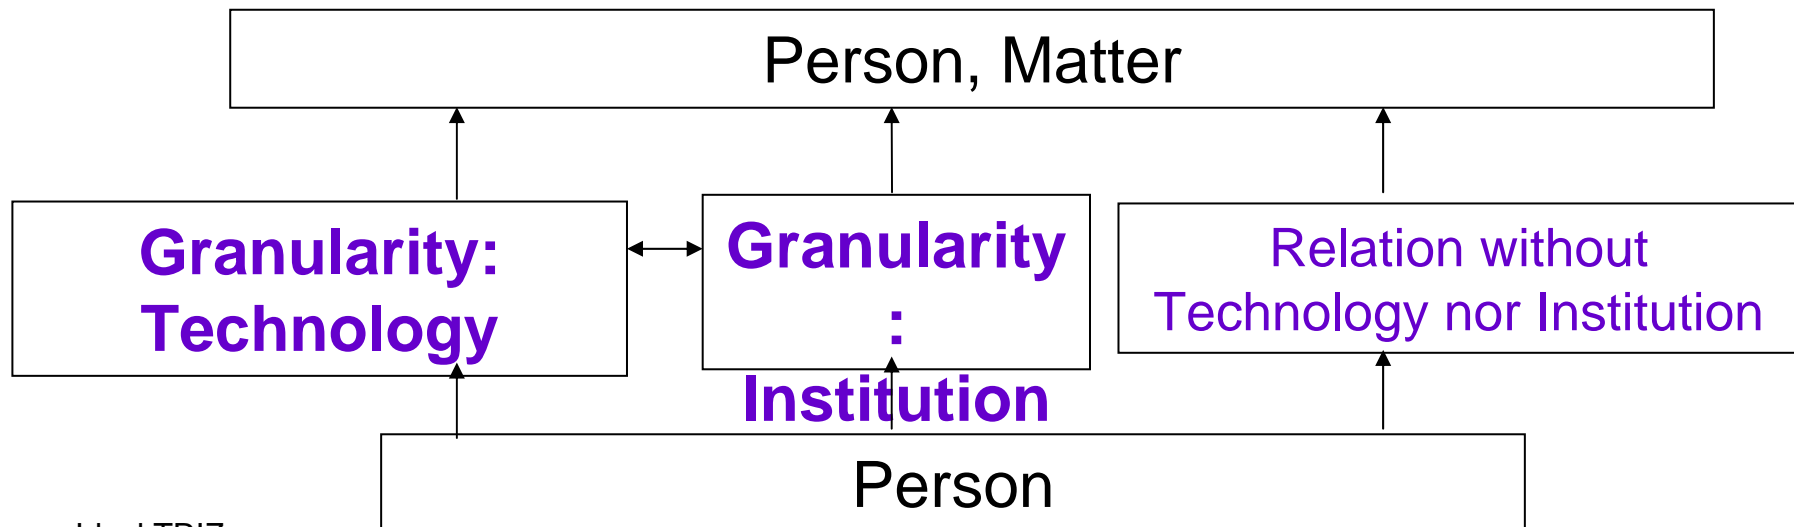 Person, Matter
Granularity:
Technology
Granularity
:
Institution
Relation without
Technology nor Institution
Person